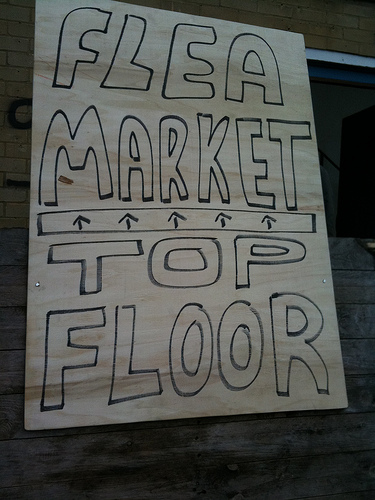 FLEA
MARKET
↑ ↑ ↑ ↑ ↑
TOP
FLOOR